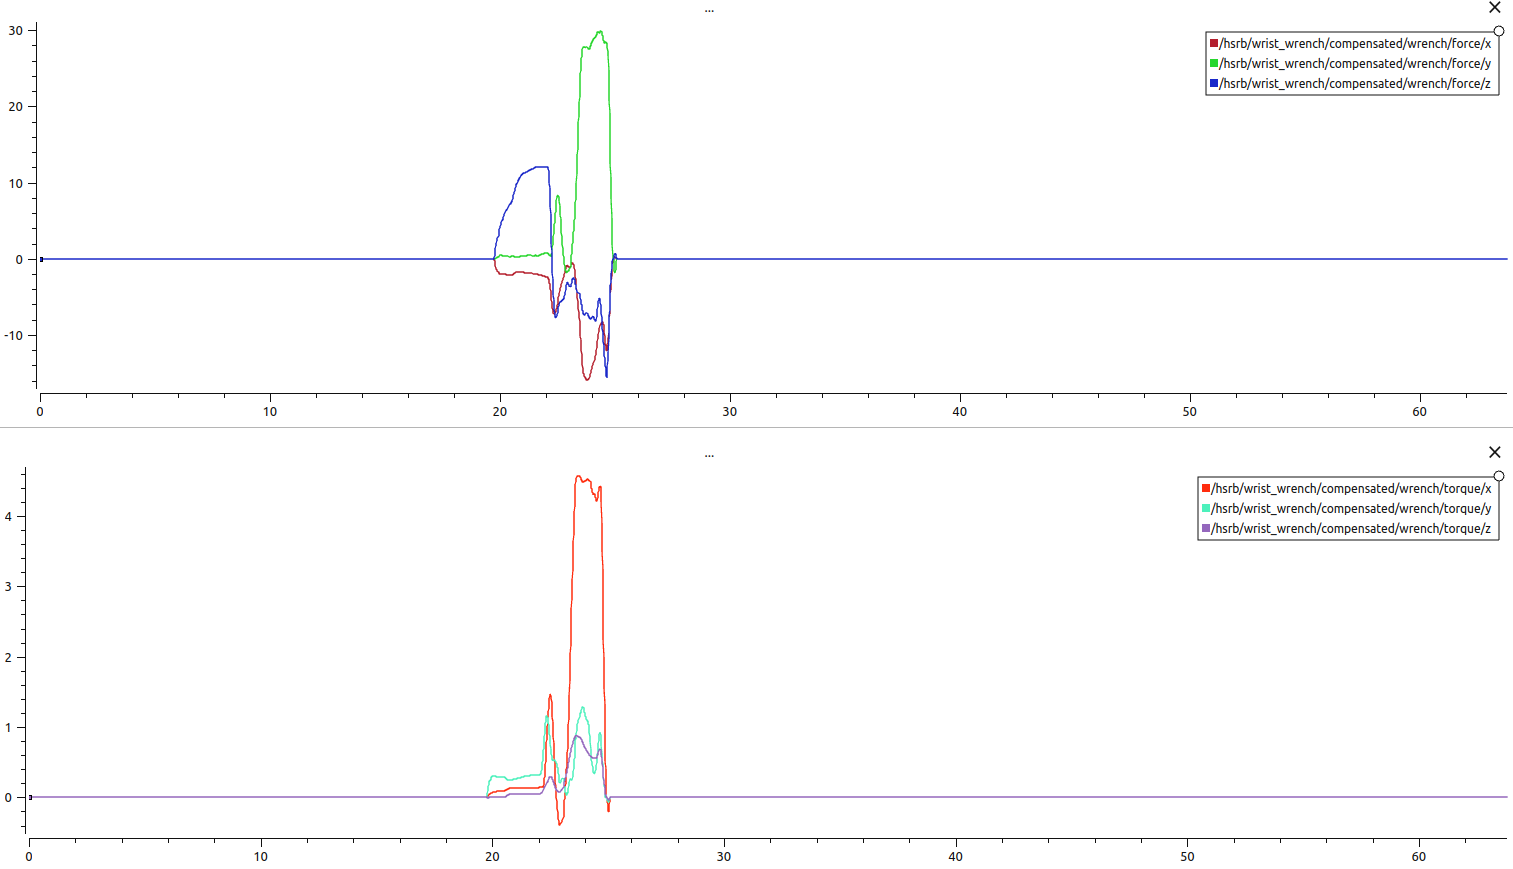 ...
30
20
10
0
-10
/hsrb/wrist_wrench/compensated/wrench/force/x
/hsrb/wrist_wrench/compensated/wrench/force/y
/hsrb/wrist_wrench/compensated/wrench/force/z
0 10 20 30 40 50 60
...
4
3
2
1
0
/hsrb/wrist_wrench/compensated/wrench/torque/x
/hsrb/wrist_wrench/compensated/wrench/torque/y
/hsrb/wrist_wrench/compensated/wrench/torque/z
0 10 20 30 40 50 60